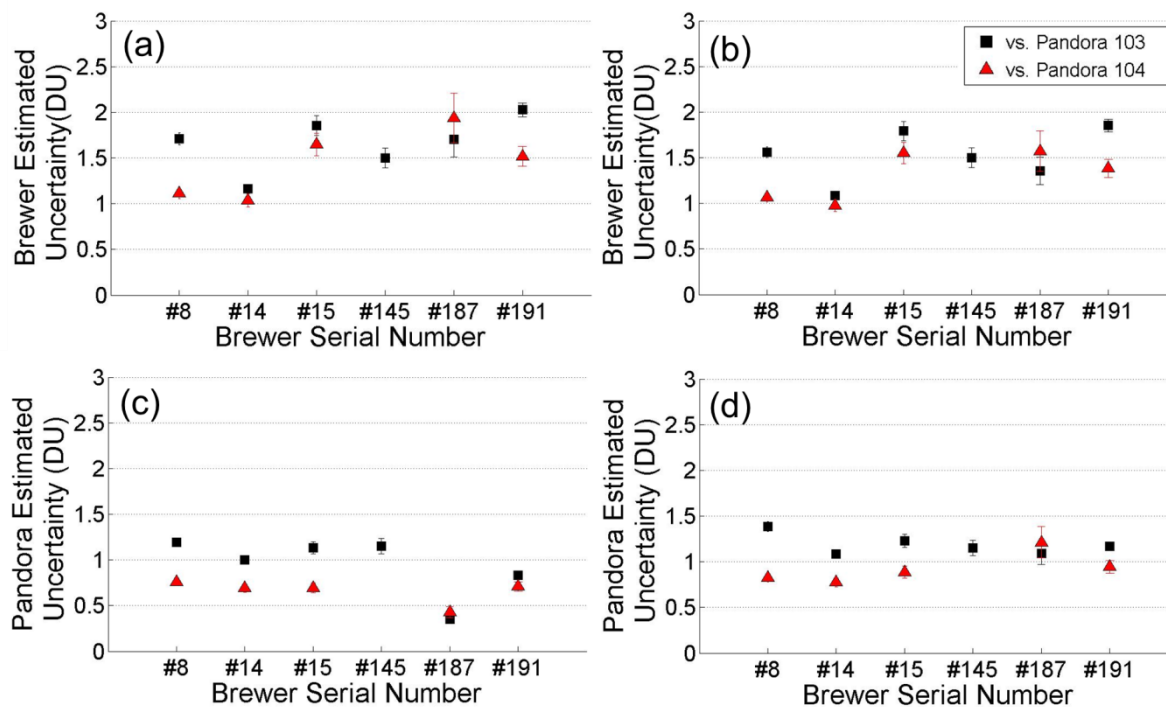 (a)
3
2.5
2
1.5
1
0.5
0
Brewer Estimated
Uncertainty(DU)
#8 #14 #15 #145 #187 #191
Brewer Serial Number
(b)
vs. Pandora 103
vs. Pandora 104
3
2.5
2
1.5
1
0.5
0
Brewer Estimated
Uncertainty(DU)
#8 #14 #15 #145 #187 #191
Brewer Serial Number
(c)
3
2.5
2
1.5
1
0.5
0
Pandora Estimated
Uncertainty (DU)
#8 #14 #15 #145 #187 #191
Brewer Serial Number
(d)
3
2.5
2
1.5
1
0.5
0
Pandora Estimated
Uncertainty (DU)
#8 #14 #15 #145 #187 #191
Brewer Serial Number